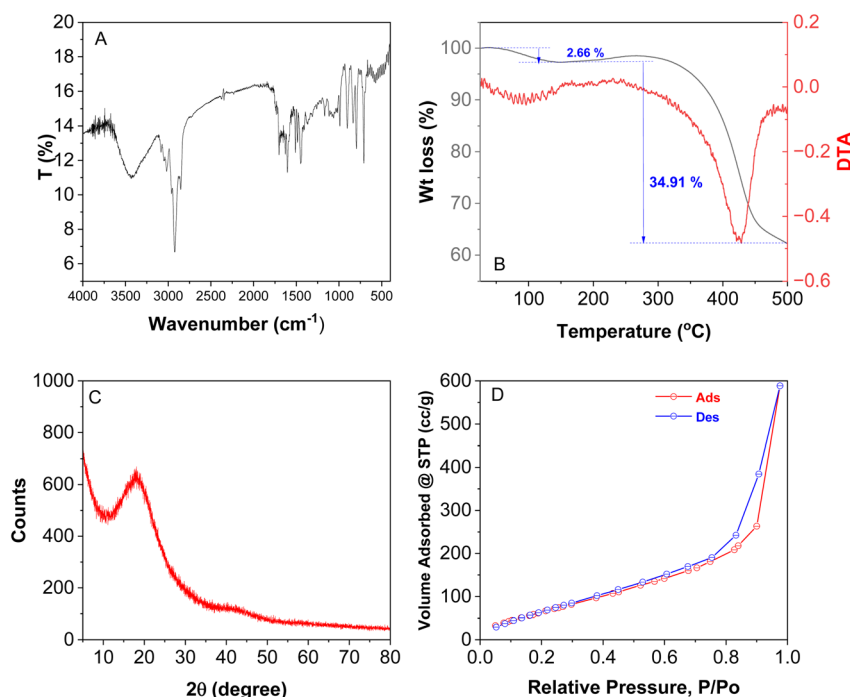 A
T (%)
20
18
16
14
12
10
8
6
4000 3500 3000 2500 2000 1500 1000 500
Wavenumber (cm⁻¹)
B
Wt loss (%)
100
90
80
70
60
2.66 %
34.91 %
0.2
0.0
−0.2
−0.4
−0.6
DTA
100 200 300 400 500
Temperature (°C)
C
Counts
1000
800
600
400
200
0
10 20 30 40 50 60 70 80
2θ (degree)
D
Volume Adsorbed @ STP (cc/g)
600
500
400
300
200
100
0
Ads
Des
0.0 0.2 0.4 0.6 0.8 1.0
Relative Pressure, P/Po